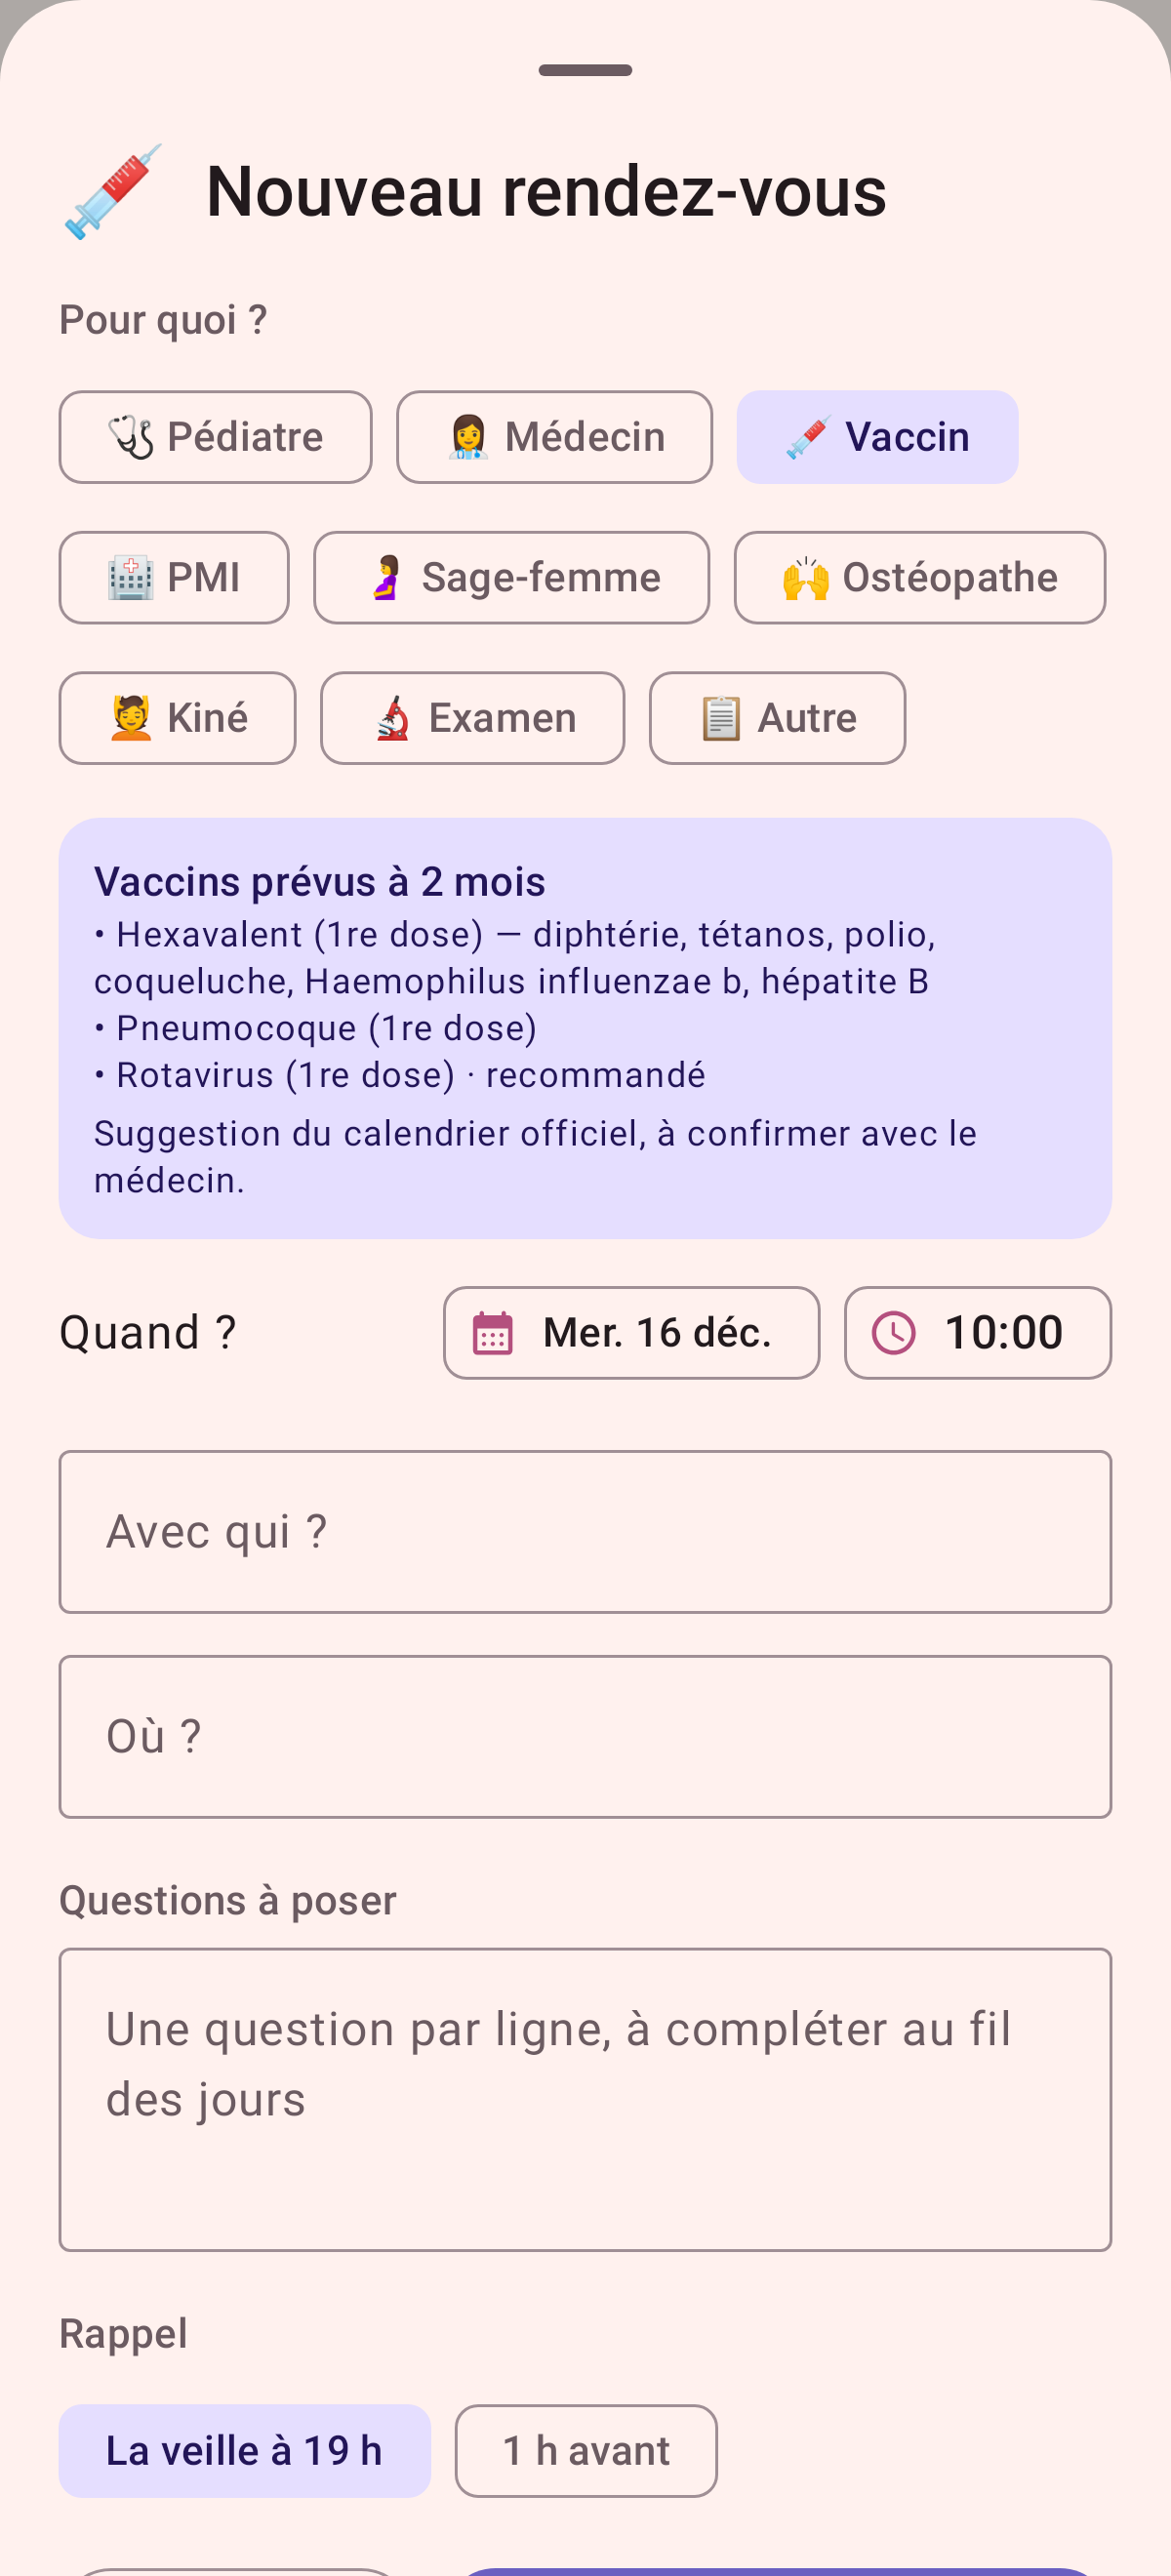 Nouveau rendez-vous
Pour quoi ?
Pédiatre
Médecin
Vaccin
PMI
Sage-femme
Ostéopathe
Kiné
Examen
Autre
Vaccins prévus à 2 mois
• Hexavalent (1re dose) — diphtérie, tétanos, polio,
coqueluche, Haemophilus influenzae b, hépatite B
• Pneumocoque (1re dose)
• Rotavirus (1re dose) · recommandé
Suggestion du calendrier officiel, à confirmer avec le
médecin.
Quand ?
Mer. 16 déc.
10:00
Avec qui ?
Où ?
Questions à poser
Une question par ligne, à compléter au fil
des jours
Rappel
La veille à 19 h
1 h avant